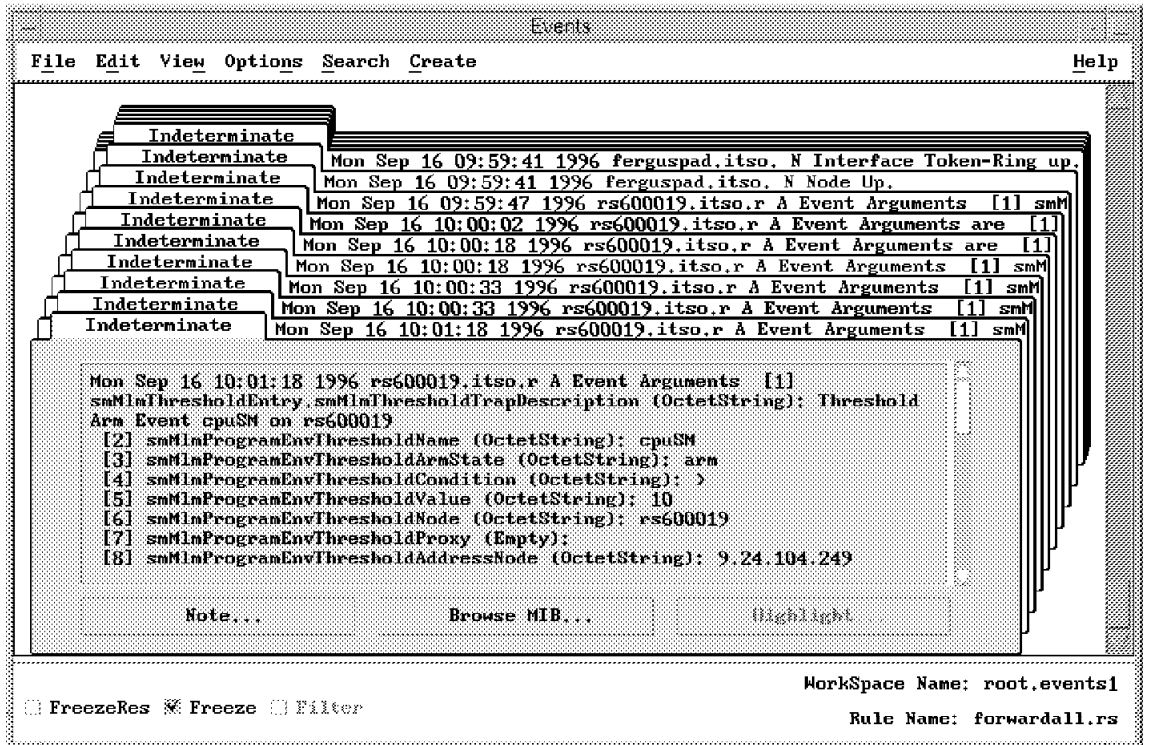 Events
File Edit View Options Search Create Help
Indeterminate
Indeterminate Mon Sep 16 09:59:41 1996 ferguspad.itso. N Interface Token-Ring up.
Indeterminate Mon Sep 16 09:59:41 1996 ferguspad.itso. N Node Up.
Indeterminate Mon Sep 16 09:59:47 1996 rs600019.itso.r A Event Arguments [1] smM
Indeterminate Mon Sep 16 10:00:02 1996 rs600019.itso.r A Event Arguments are [1]
Indeterminate Mon Sep 16 10:00:18 1996 rs600019.itso.r A Event Arguments are [1]
Indeterminate Mon Sep 16 10:00:18 1996 rs600019.itso.r A Event Arguments [1] smM
Indeterminate Mon Sep 16 10:00:33 1996 rs600019.itso.r A Event Arguments [1] smM
Indeterminate Mon Sep 16 10:00:33 1996 rs600019.itso.r A Event Arguments [1] smM
Indeterminate Mon Sep 16 10:01:18 1996 rs600019.itso.r A Event Arguments [1] smM
Mon Sep 16 10:01:18 1996 rs600019.itso.r A Event Arguments [1]
smMlmThresholdEntry.smMlmThresholdTrapDescription (OctetString): Threshold
Arm Event cpuSM on rs600019
[2] smMlmProgramEnvThresholdName (OctetString): cpuSM
[3] smMlmProgramEnvThresholdArmState (OctetString): arm
[4] smMlmProgramEnvThresholdCondition (OctetString): >
[5] smMlmProgramEnvThresholdValue (OctetString): 10
[6] smMlmProgramEnvThresholdNode (OctetString): rs600019
[7] smMlmProgramEnvThresholdProxy (Empty):
[8] smMlmProgramEnvThresholdAddressNode (OctetString): 9.24.104.249
Note... Browse MIB... Highlight...
WorkSpace Name: root.events1
FreezeRes Freeze Filter
Rule Name: forwardall.rs